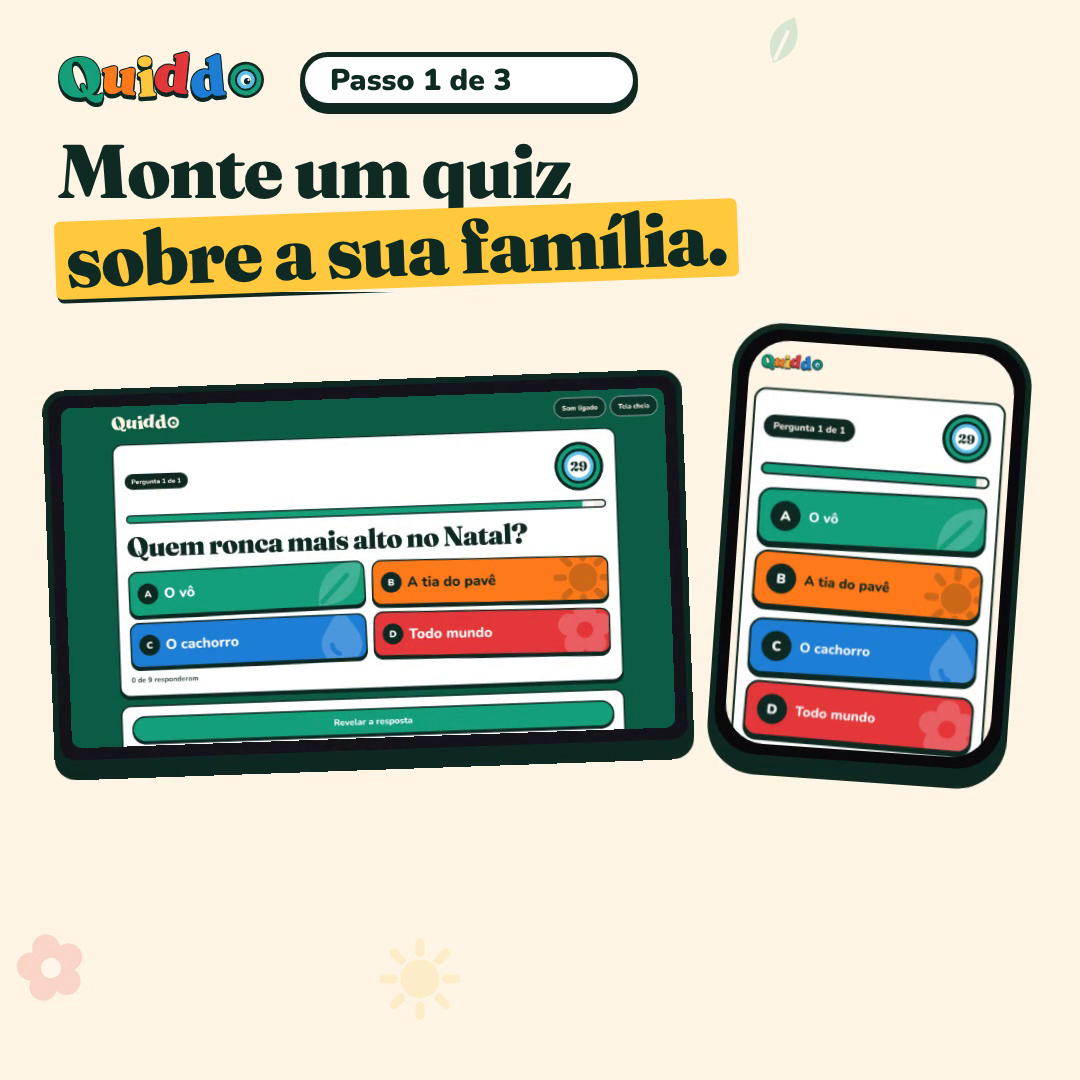 Quiddo
Passo 1 de 3
Monte um quiz
sobre a sua família.
Quiddo
Som ligado
Tela cheia
Pergunta 1 de 1
29
Quem ronca mais alto no Natal?
A O vô
B A tia do pavê
C O cachorro
D Todo mundo
0 de 9 responderam
Revelar a resposta
Quiddo
Pergunta 1 de 1
29
A O vô
B A tia do pavê
C O cachorro
D Todo mundo